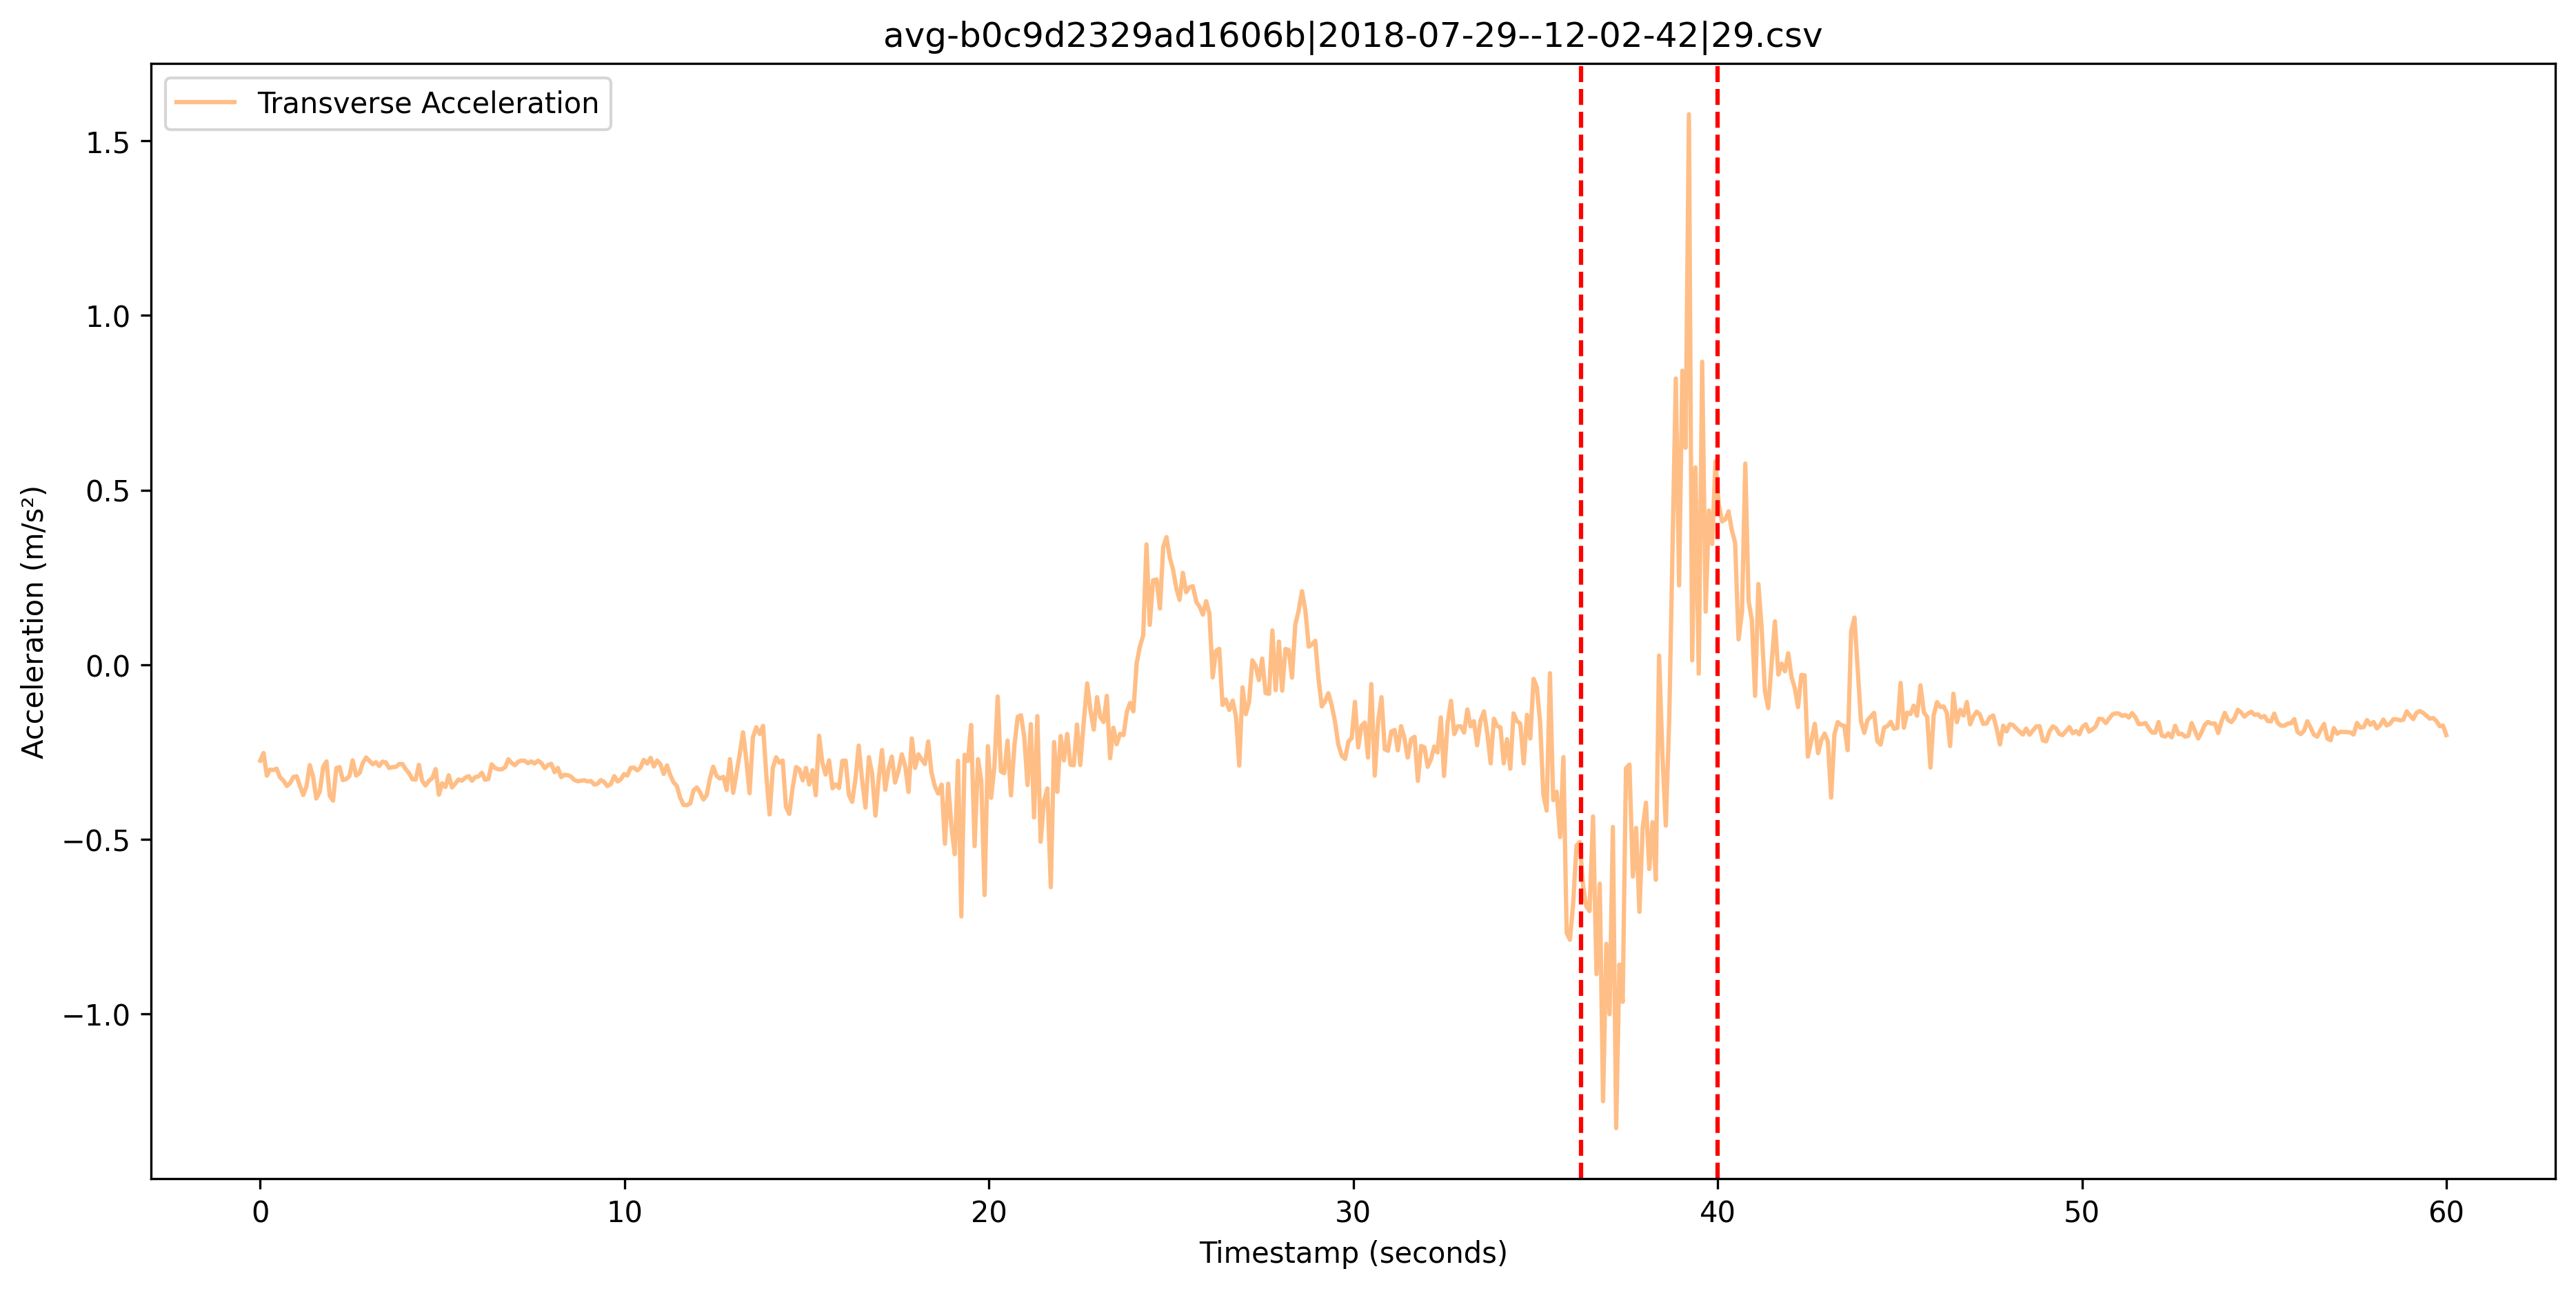 avg-b0c9d2329ad1606b|2018-07-29--12-02-42|29.csv
Transverse Acceleration
1.5
1.0
0.5
0.0
−0.5
−1.0
Acceleration (m/s²)
0 10 20 30 40 50 60
Timestamp (seconds)